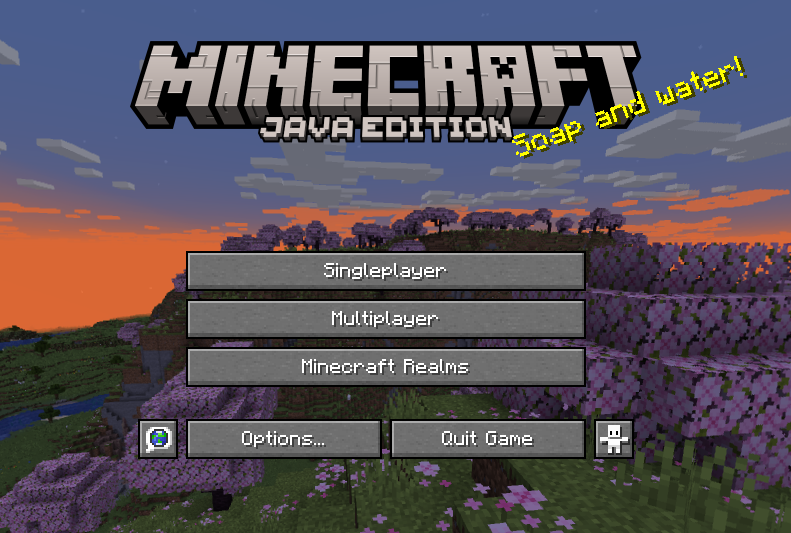 MINECRAFT
JAVA EDITION
Soap and water!
Singleplayer
Multiplayer
Minecraft Realms
Options...
Quit Game